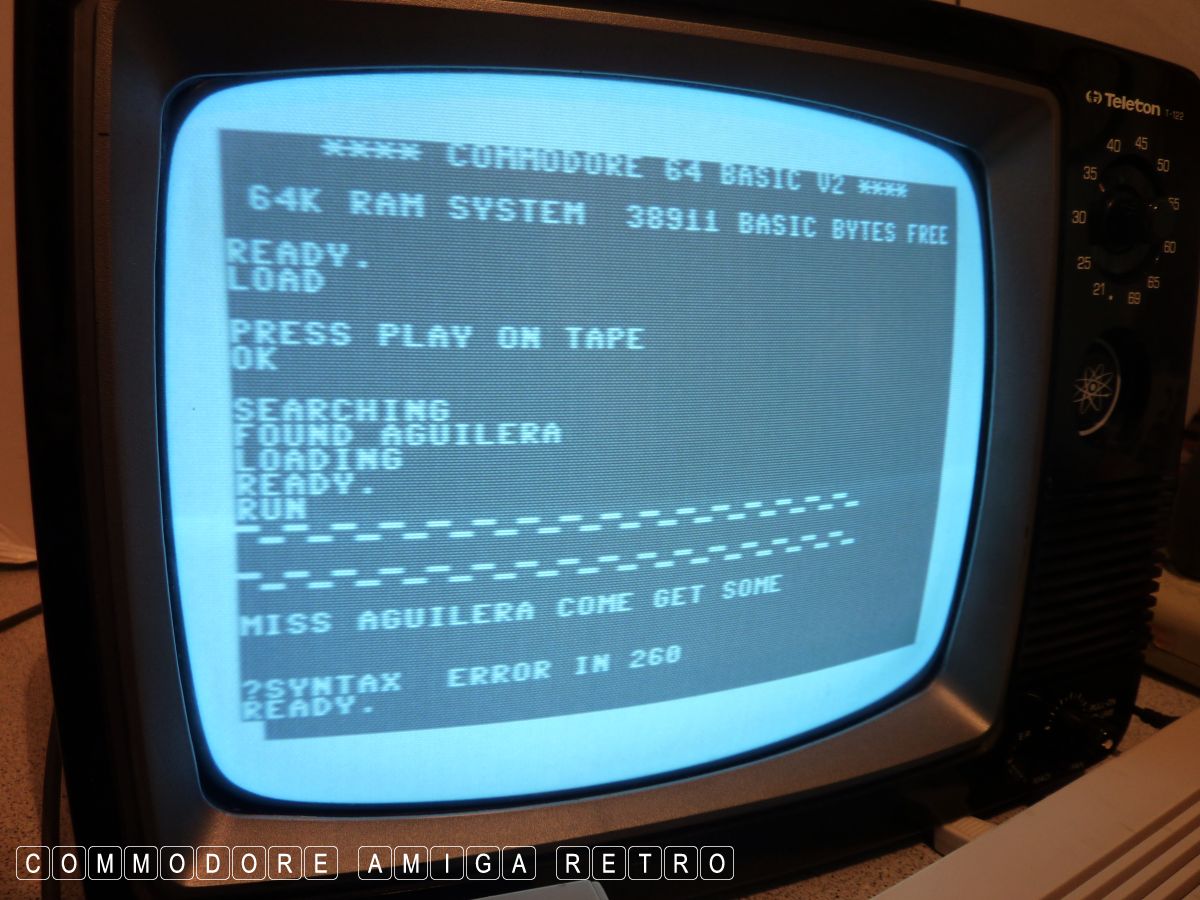 **** COMMODORE 64 BASIC V2 ****
64K RAM SYSTEM  38911 BASIC BYTES FREE
READY.
LOAD
PRESS PLAY ON TAPE
OK
SEARCHING
FOUND AGUILERA
LOADING
READY.
RUN
MISS AGUILERA COME GET SOME
?SYNTAX  ERROR IN 260
READY.
Teleton T-122
40 45
35 50
30 55
25 60
21 65
69
COMMODORE AMIGA RETRO